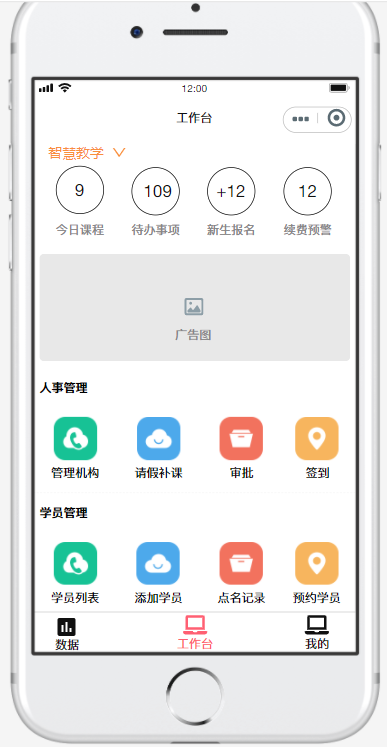 12:00
工作台
智慧教学
9 109 +12 12
今日课程 待办事项 新生报名 续费预警
广告图
人事管理
管理机构 请假补课 审批 签到
学员管理
学员列表 添加学员 点名记录 预约学员
数据 工作台 我的